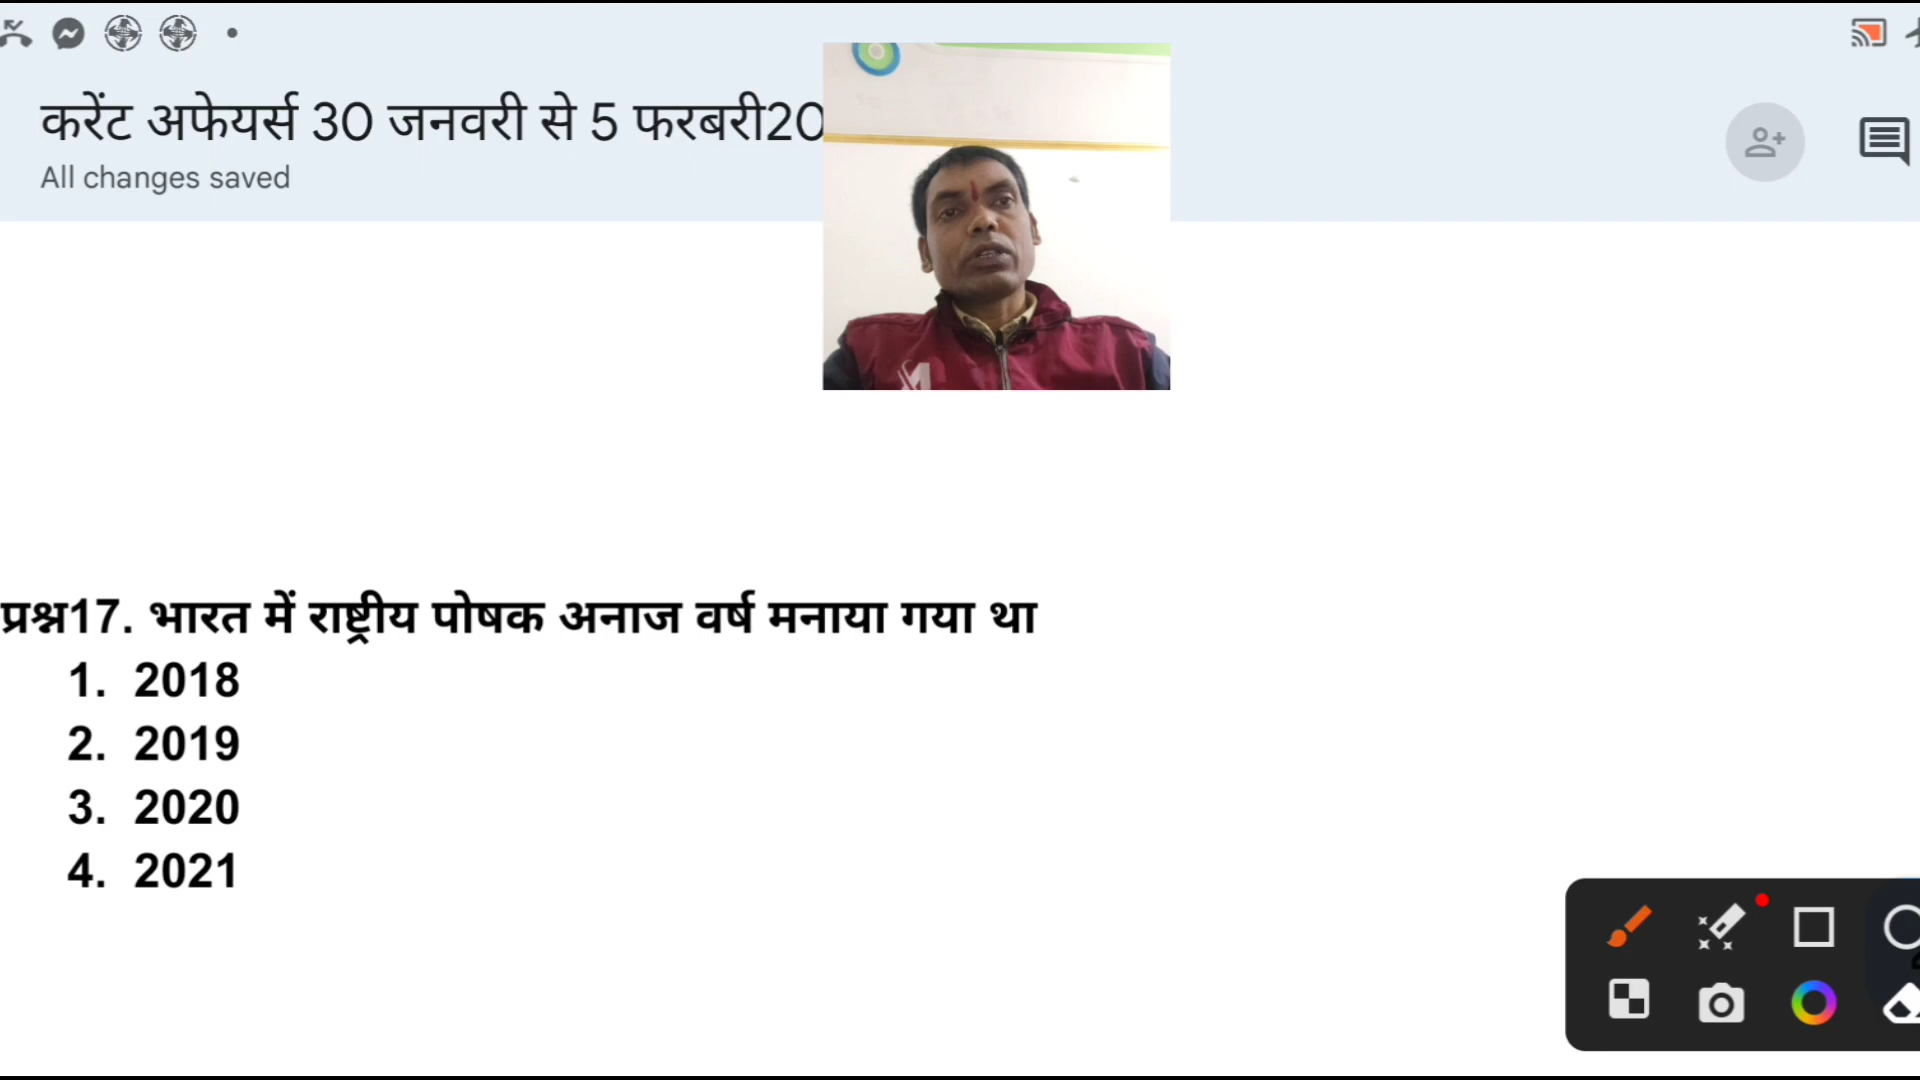 करेंट अफेयर्स 30 जनवरी से 5 फरबरी20
All changes saved
प्रश्न17. भारत में राष्ट्रीय पोषक अनाज वर्ष मनाया गया था
1. 2018
2. 2019
3. 2020
4. 2021